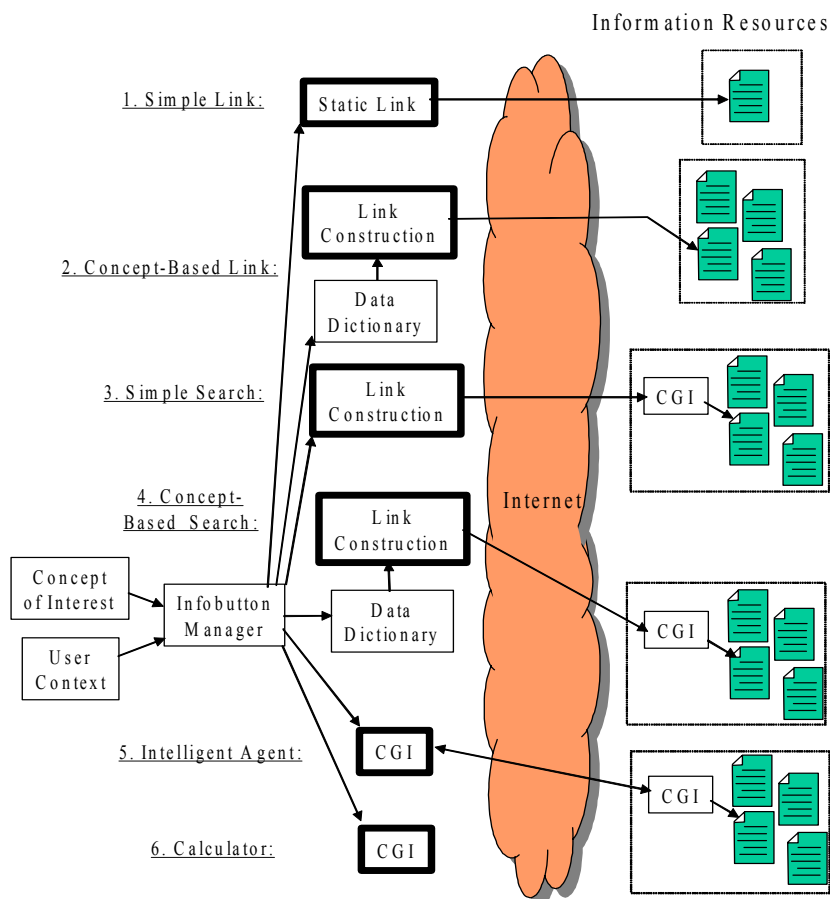 Information Resources
1. Simple Link:
Static Link
Link
Construction
2. Concept-Based Link:
Data
Dictionary
3. Simple Search:
Link
Construction
CGI
4. Concept-
Based Search:
Link
Construction
Internet
Concept
of Interest
Infobutton
Manager
Data
Dictionary
User
Context
CGI
5. Intelligent Agent:
CGI
CGI
6. Calculator:
CGI